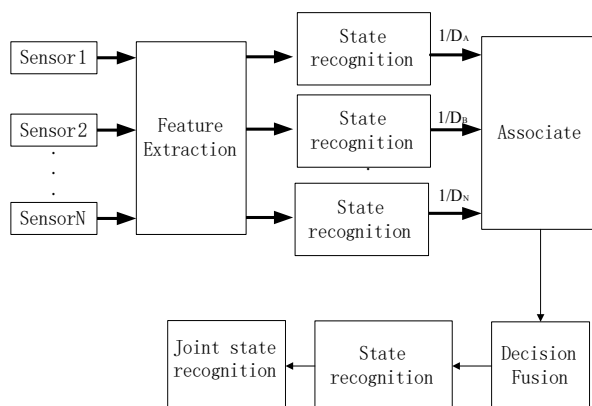 Sensor1
Sensor2
.
.
.
SensorN
Feature
Extraction
State
recognition
State
recognition
.
State
recognition
1/DA
1/DB
1/DN
Associate
Decision
Fusion
State
recognition
Joint state
recognition